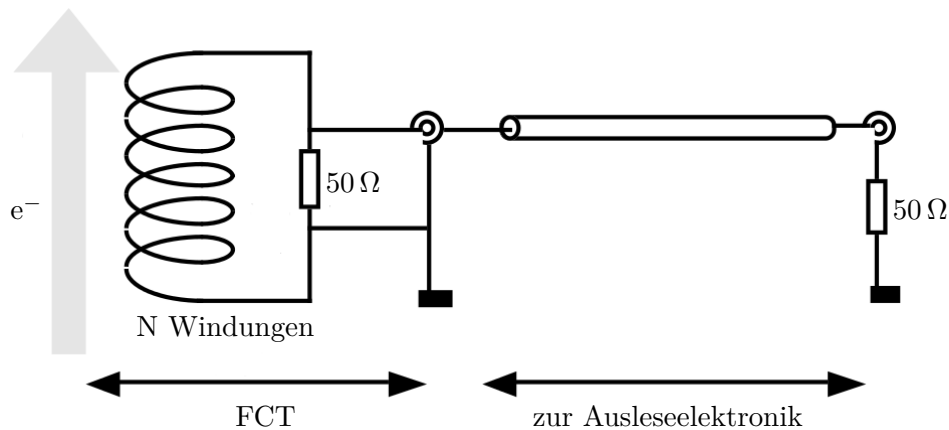 e⁻
50 Ω
50 Ω
N Windungen
FCT
zur Ausleseelektronik